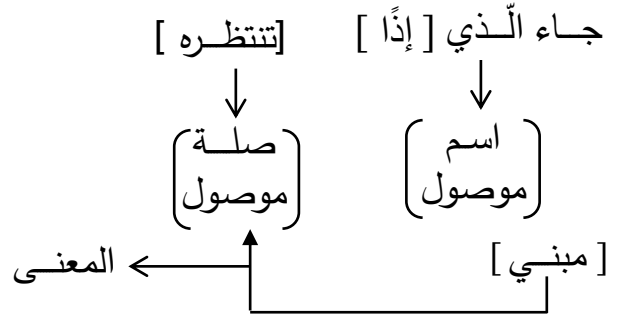 جاء الّذي [ إذًا ] [تنتظره ]
اسم
موصول
صلة
موصول
[ مبني ]
المعنى